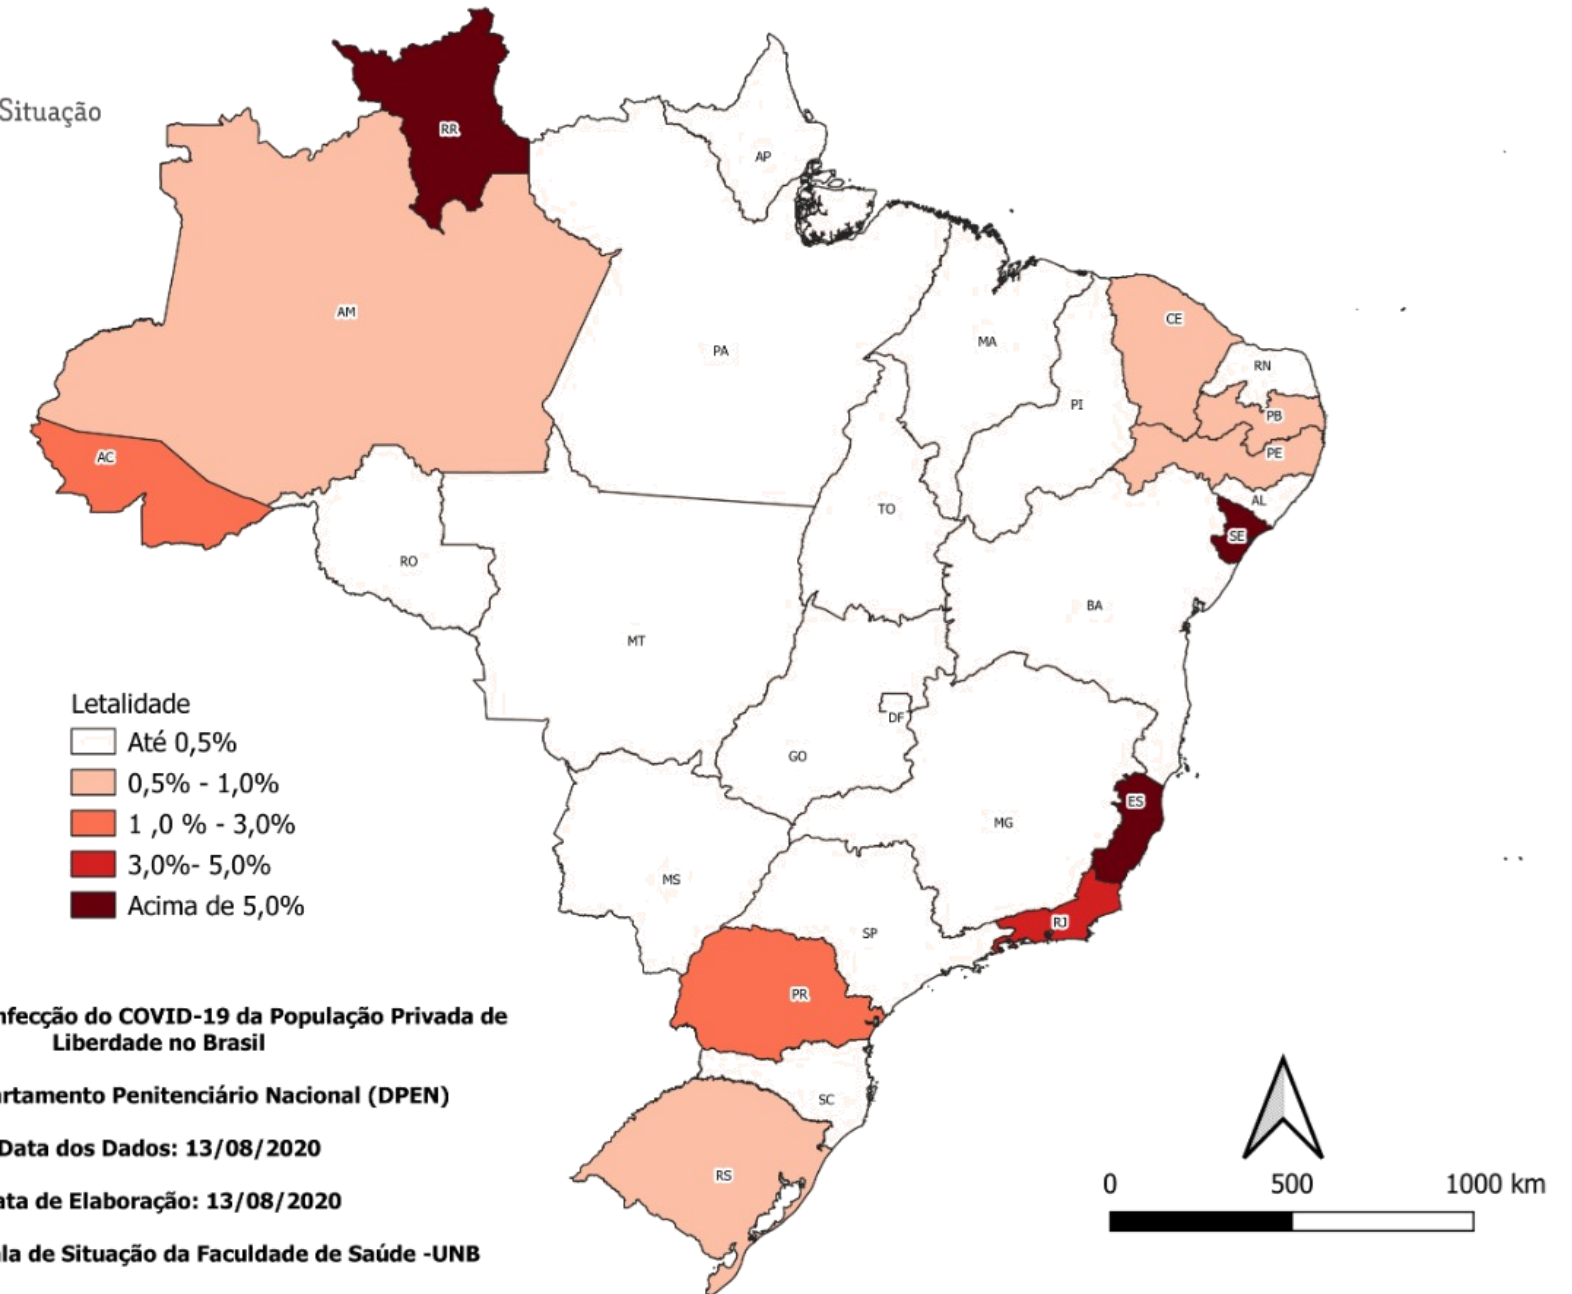 Situação
RR
AP
AM
PA
CE
MA
RN
PI
PB
PE
AC
AL
TO
SE
RO
BA
MT
DF
GO
ES
MG
MS
RJ
SP
PR
SC
RS
Letalidade
Até 0,5%
0,5% - 1,0%
1 ,0 % - 3,0%
3,0%- 5,0%
Acima de 5,0%
nfecção do COVID-19 da População Privada de
Liberdade no Brasil
artamento Penitenciário Nacional (DPEN)
Data dos Dados: 13/08/2020
ata de Elaboração: 13/08/2020
la de Situação da Faculdade de Saúde -UNB
0 500 1000 km